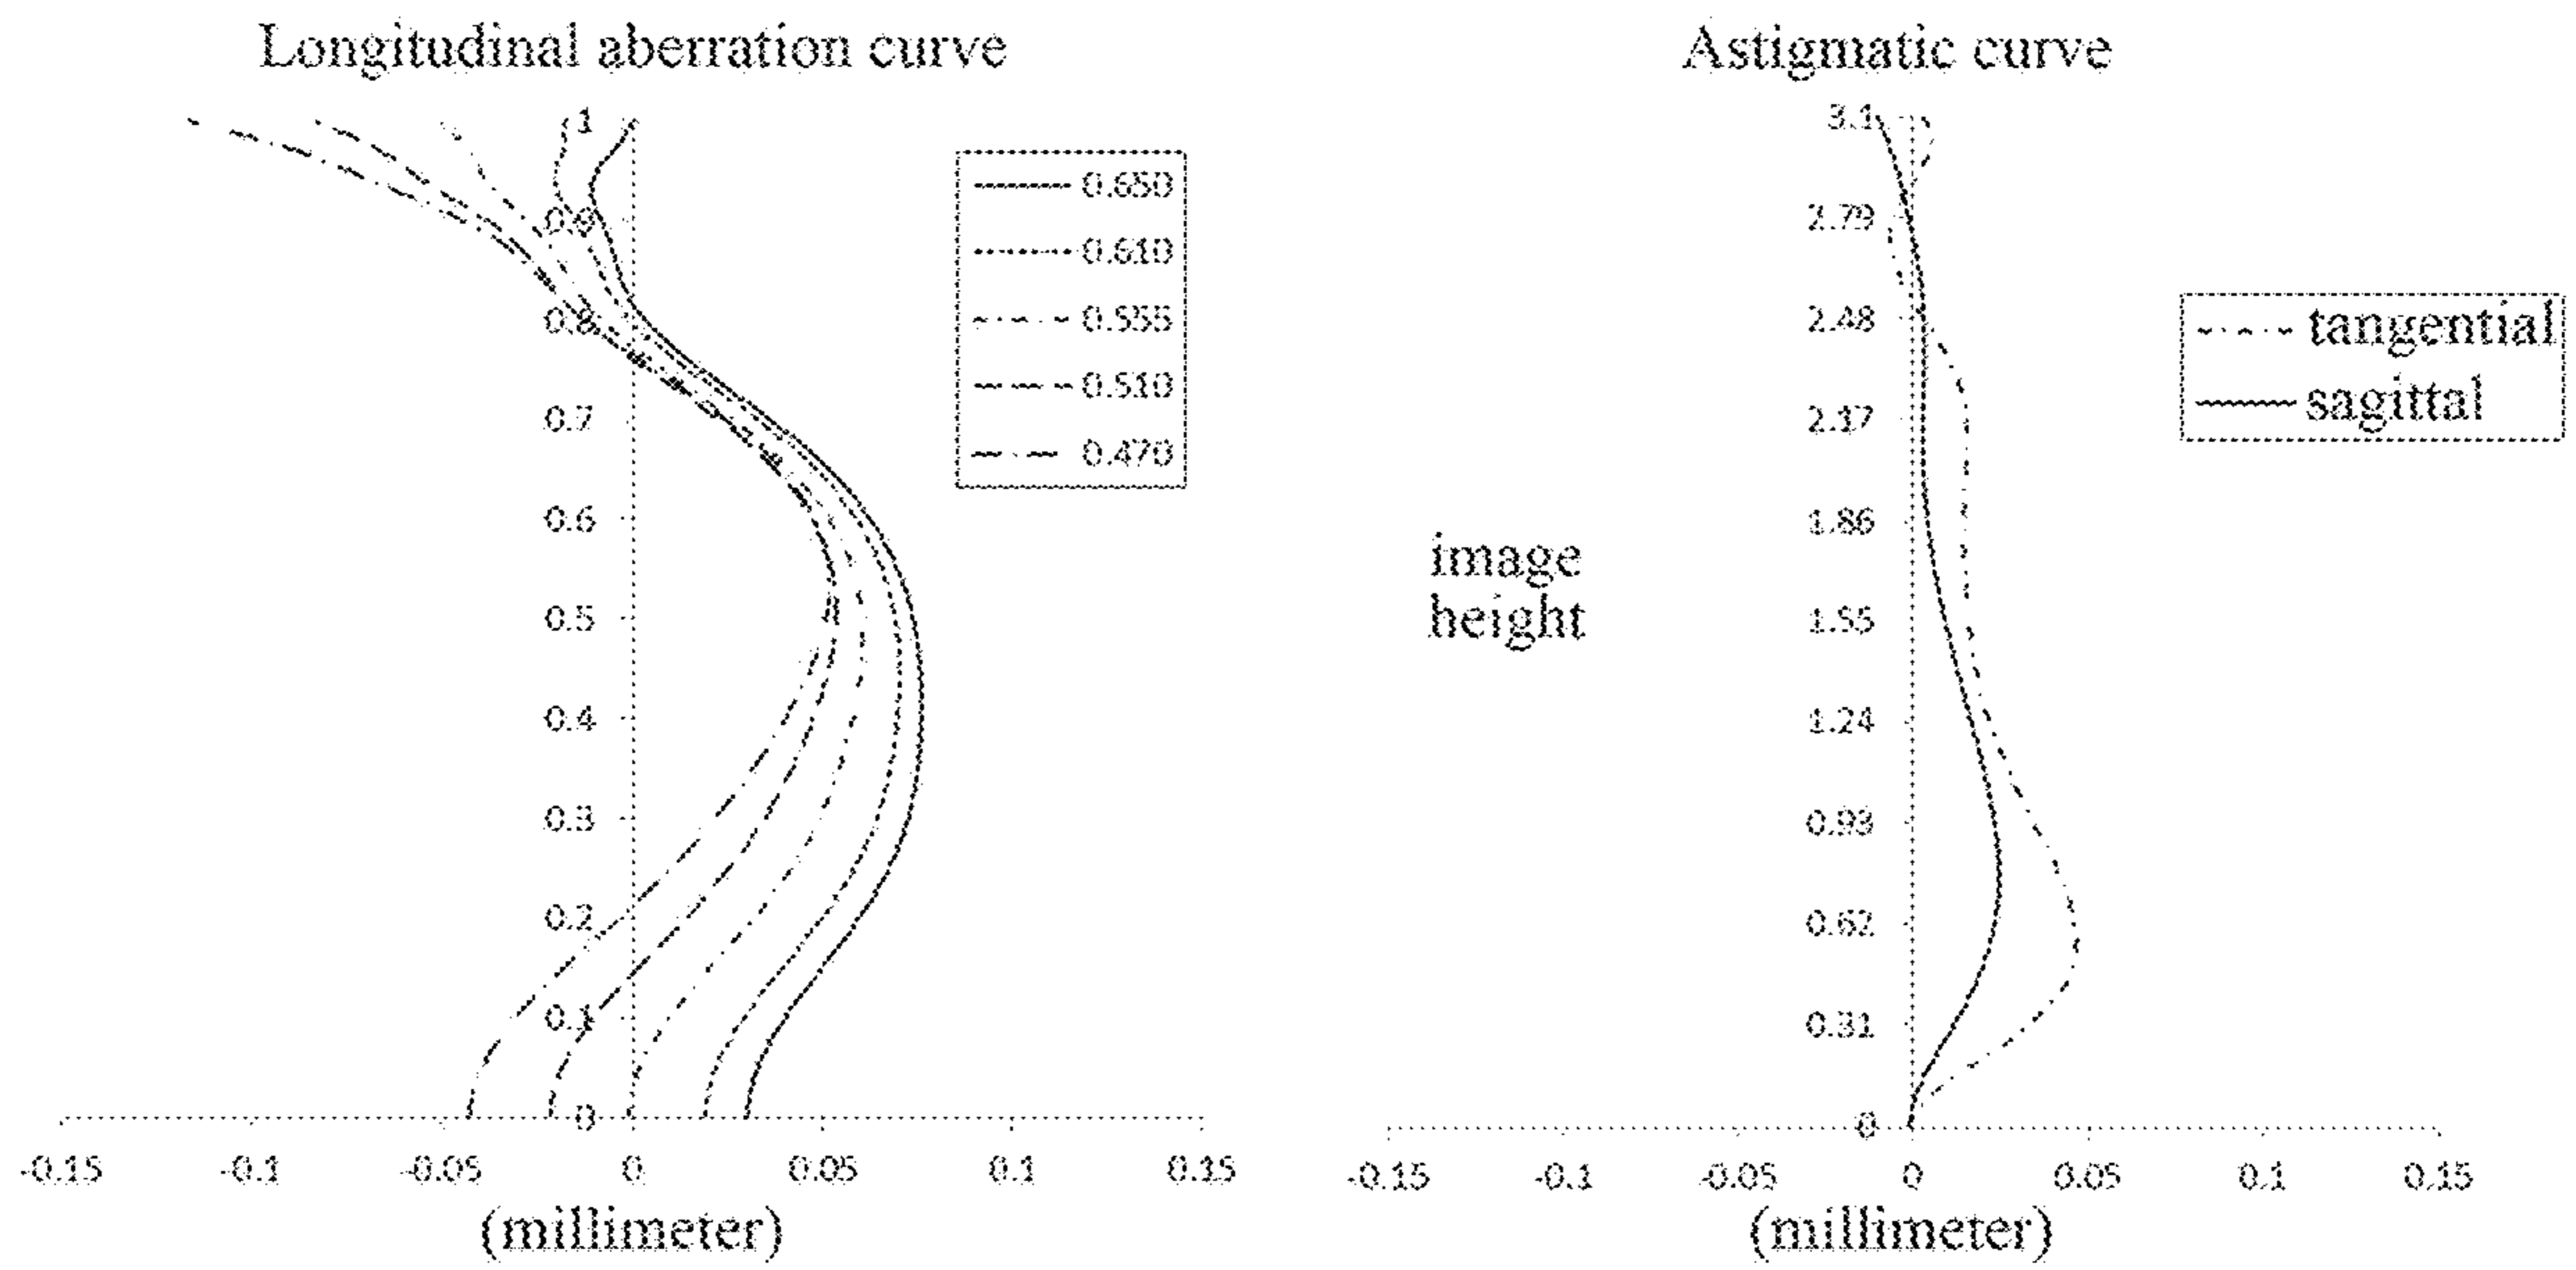 Longitudinal aberration curve
1
0.9
0.8
0.7
0.6
0.5
0.4
0.3
0.2
0.1
0
-0.15 -0.1 -0.05 0 0.05 0.1 0.15
(millimeter)
0.650
0.610
0.555
0.510
0.470
Astigmatic curve
image
height
3.1
2.79
2.48
2.17
1.86
1.55
1.24
0.93
0.62
0.31
0
-0.15 -0.1 -0.05 0 0.05 0.1 0.15
(millimeter)
tangential
sagittal